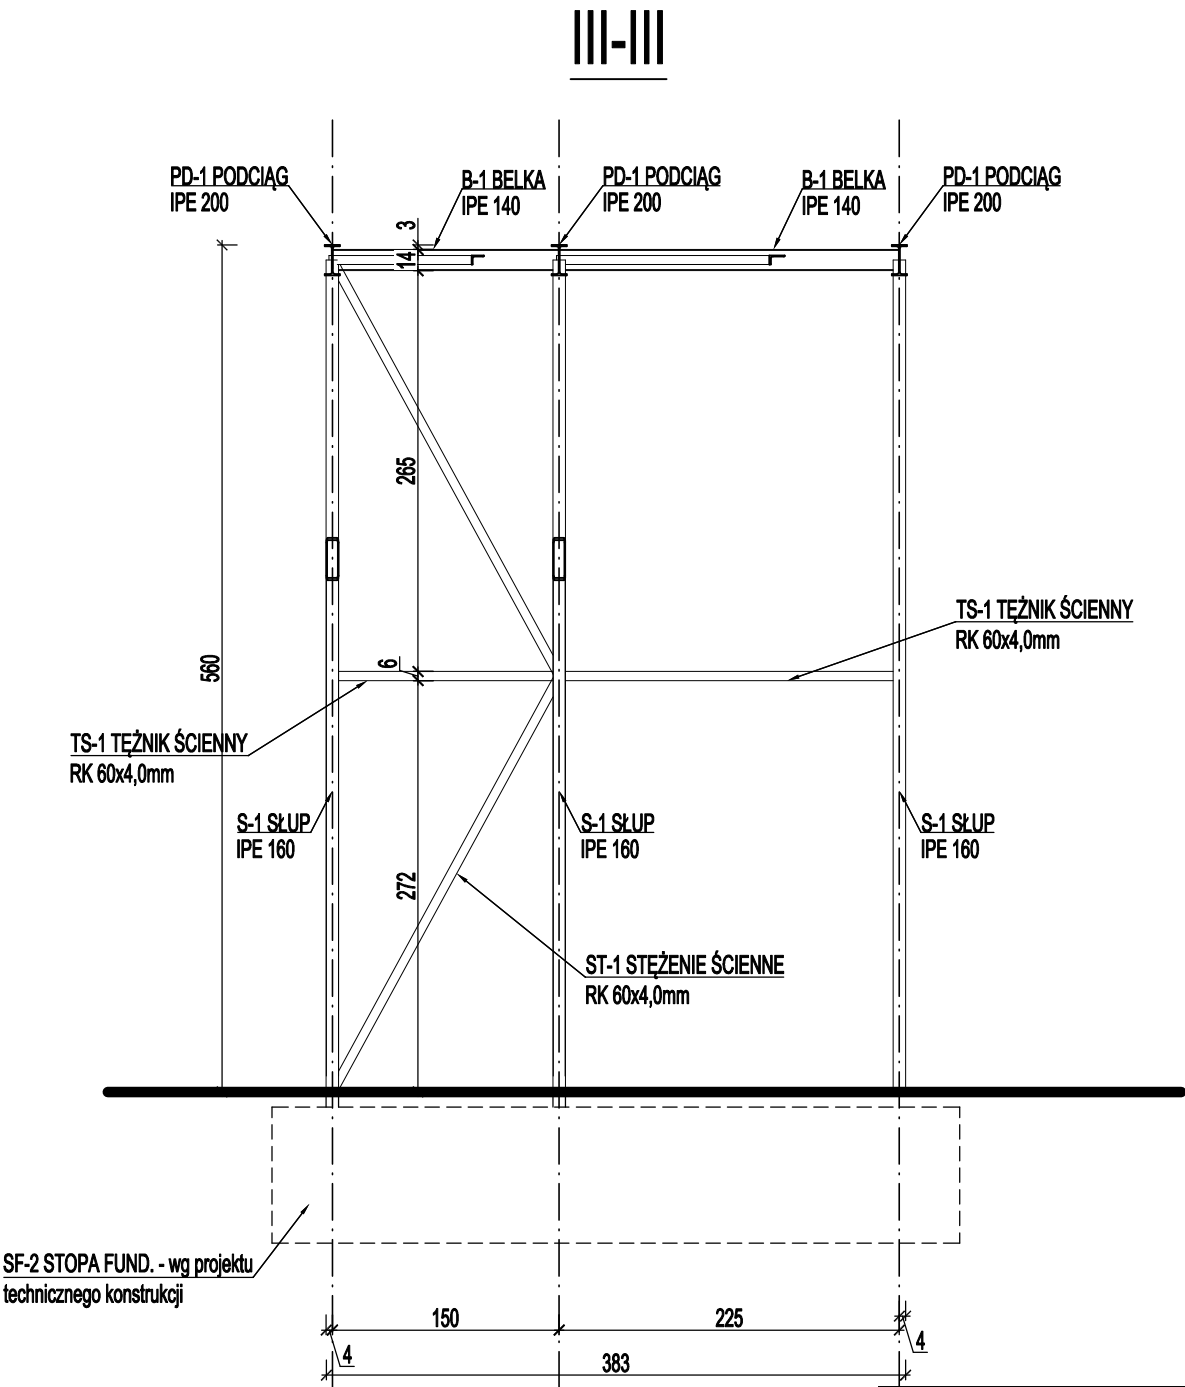 III-III
PD-1 PODCIĄG
IPE 200
B-1 BELKA
IPE 140
PD-1 PODCIĄG
IPE 200
B-1 BELKA
IPE 140
PD-1 PODCIĄG
IPE 200
3
14
265
560
6
TS-1 TĘŻNIK ŚCIENNY
RK 60x4,0mm
TS-1 TĘŻNIK ŚCIENNY
RK 60x4,0mm
S-1 SŁUP
IPE 160
S-1 SŁUP
IPE 160
S-1 SŁUP
IPE 160
272
ST-1 STĘŻENIE ŚCIENNE
RK 60x4,0mm
SF-2 STOPA FUND. - wg projektu
technicznego konstrukcji
150
225
4
4
383